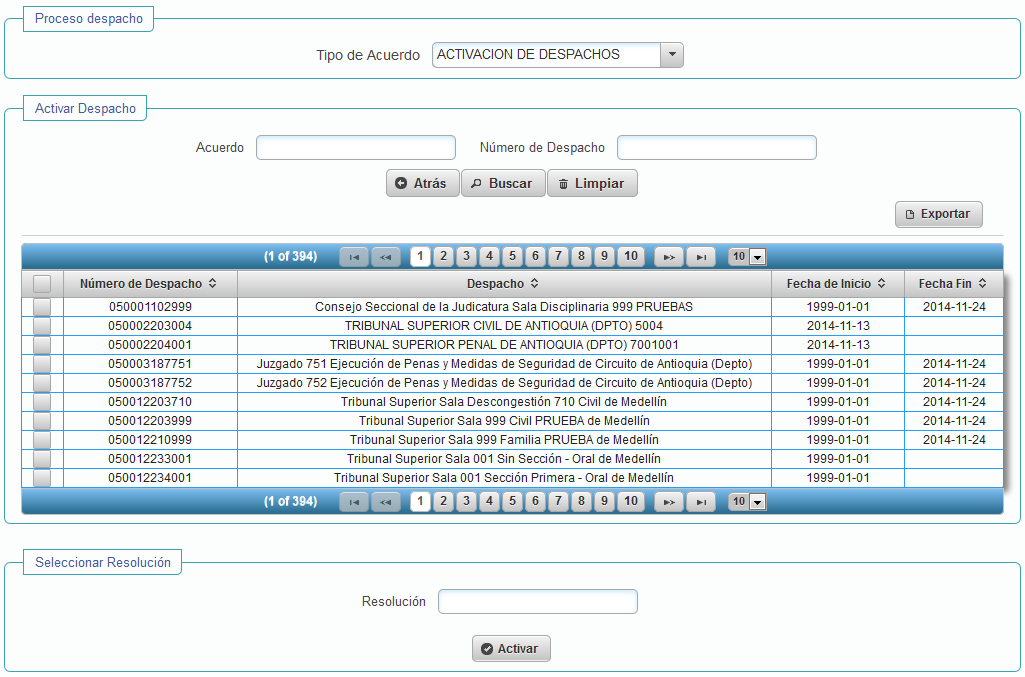 Proceso despacho
Tipo de Acuerdo ACTIVACION DE DESPACHOS
Activar Despacho
Acuerdo Número de Despacho
Atrás Buscar Limpiar
Exportar
(1 of 394) 1 2 3 4 5 6 7 8 9 10 10
Número de Despacho Despacho Fecha de Inicio Fecha Fin
050001102999 Consejo Seccional de la Judicatura Sala Disciplinaria 999 PRUEBAS 1999-01-01 2014-11-24
050002203004 TRIBUNAL SUPERIOR CIVIL DE ANTIOQUIA (DPTO) 5004 2014-11-13
050002204001 TRIBUNAL SUPERIOR PENAL DE ANTIOQUIA (DPTO) 7001001 2014-11-13
050003187751 Juzgado 751 Ejecución de Penas y Medidas de Seguridad de Circuito de Antioquia (Depto) 1999-01-01 2014-11-24
050003187752 Juzgado 752 Ejecución de Penas y Medidas de Seguridad de Circuito de Antioquia (Depto) 1999-01-01 2014-11-24
050012203710 Tribunal Superior Sala Descongestión 710 Civil de Medellín 1999-01-01 2014-11-24
050012203999 Tribunal Superior Sala 999 Civil PRUEBA de Medellín 1999-01-01 2014-11-24
050012210999 Tribunal Superior Sala 999 Familia PRUEBA de Medellín 1999-01-01 2014-11-24
050012233001 Tribunal Superior Sala 001 Sin Sección - Oral de Medellín 1999-01-01
050012234001 Tribunal Superior Sala 001 Sección Primera - Oral de Medellín 1999-01-01
(1 of 394) 1 2 3 4 5 6 7 8 9 10 10
Seleccionar Resolución
Resolución
Activar